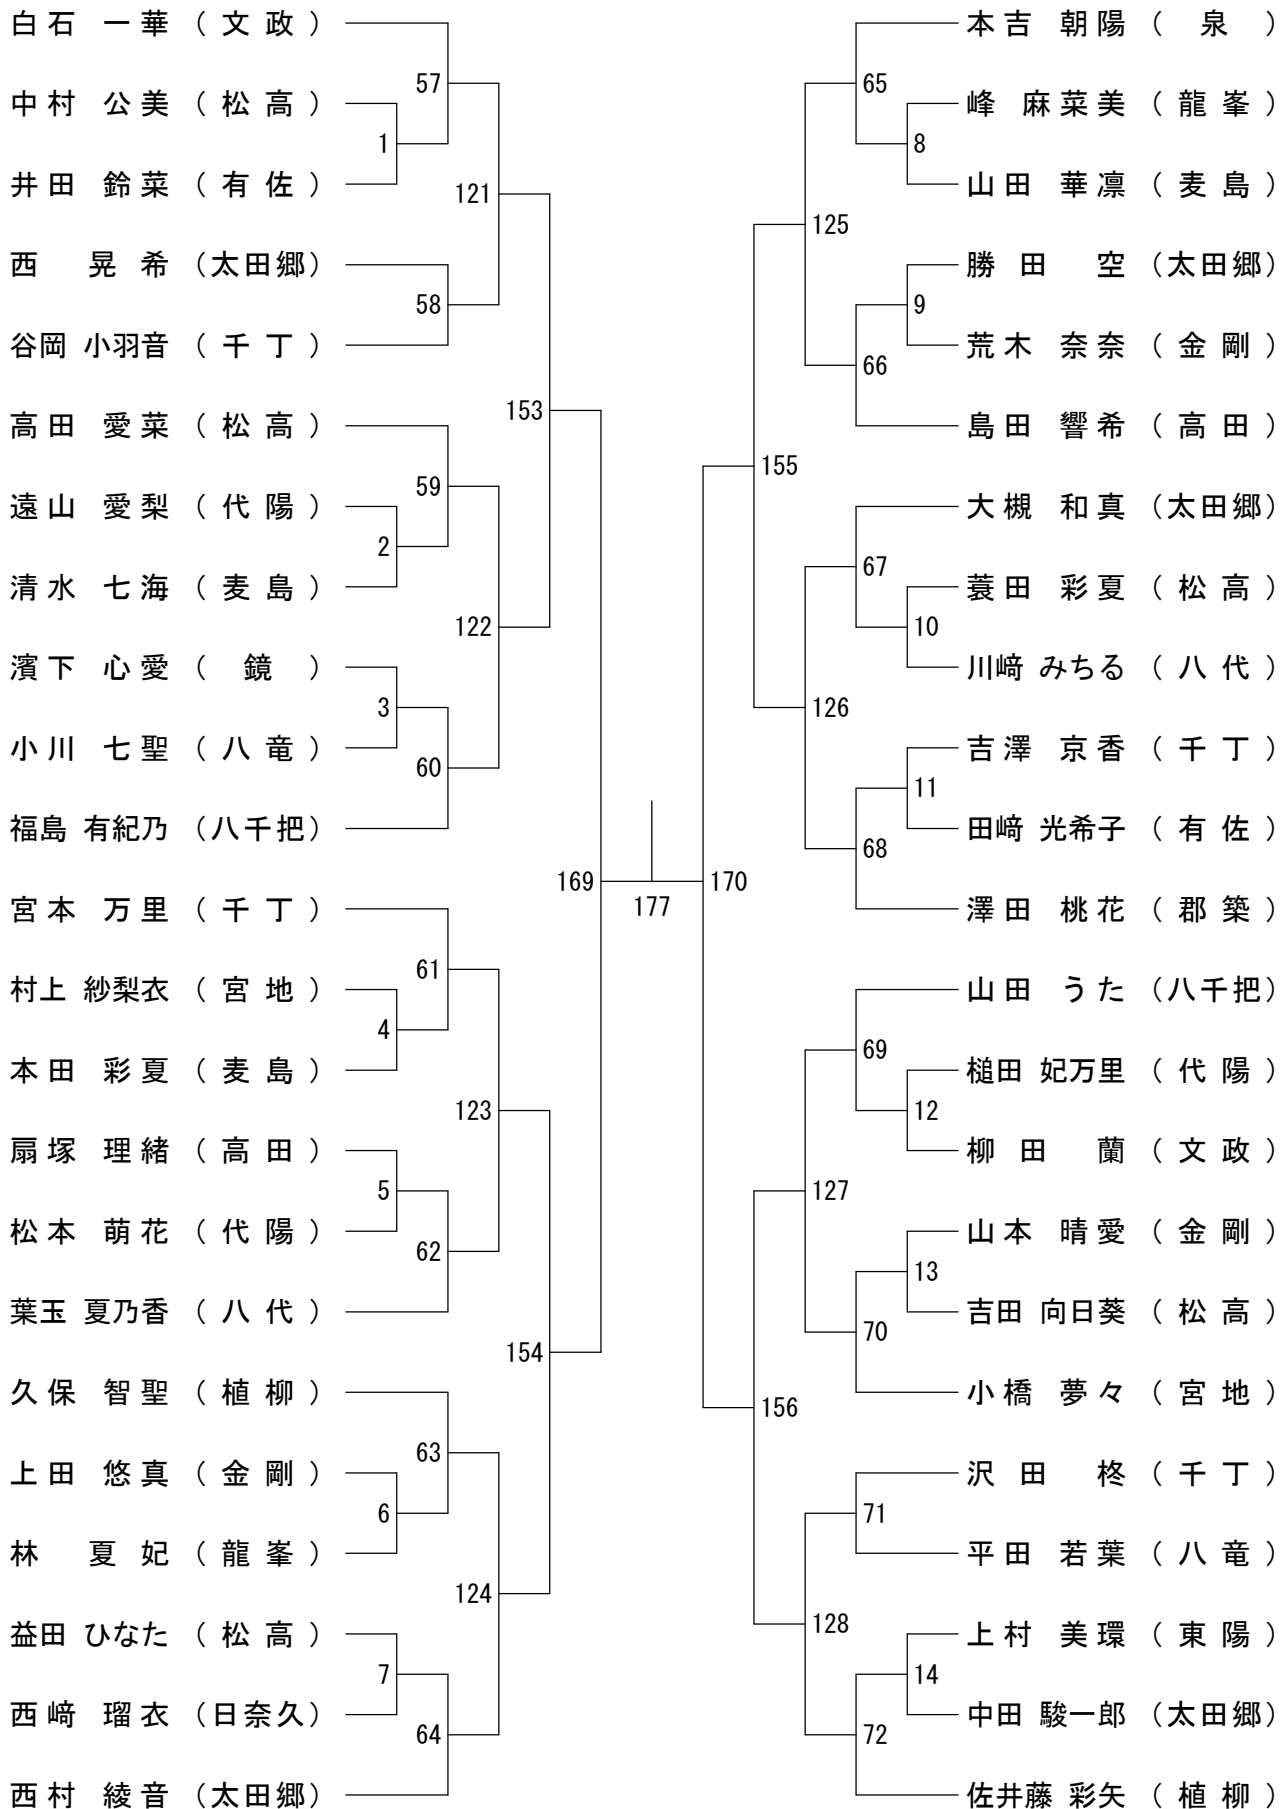 白石 一華 (文政)
57
中村 公美 (松高)
1
井田 鈴菜 (有佐)
121
西 晃希 (太田郷)
58
谷岡 小羽音 (千丁)
153
高田 愛菜 (松高)
59
遠山 愛梨 (代陽)
2
清水 七海 (麦島)
122
濱下 心愛 (鏡)
3
小川 七聖 (八竜)
60
福島 有紀乃 (八千把)
169
宮本 万里 (千丁)
61
村上 紗梨衣 (宮地)
4
本田 彩夏 (麦島)
123
扇塚 理緒 (高田)
5
松本 萌花 (代陽)
62
葉玉 夏乃香 (八代)
154
久保 智聖 (植柳)
63
上田 悠真 (金剛)
6
林 夏妃 (龍峯)
124
益田 ひなた (松高)
7
西﨑 瑠衣 (日奈久)
64
西村 綾音 (太田郷)
177
本吉 朝陽 (泉)
65
峰 麻菜美 (龍峯)
8
山田 華凛 (麦島)
125
勝田 空 (太田郷)
9
荒木 奈奈 (金剛)
66
島田 響希 (高田)
155
大槻 和真 (太田郷)
67
蓑田 彩夏 (松高)
10
川﨑 みちる (八代)
126
吉澤 京香 (千丁)
11
田﨑 光希子 (有佐)
68
170
澤田 桃花 (郡築)
山田 うた (八千把)
69
槌田 妃万里 (代陽)
12
柳田 蘭 (文政)
127
山本 晴愛 (金剛)
13
吉田 向日葵 (松高)
70
小橋 夢々 (宮地)
156
沢田 柊 (千丁)
71
平田 若葉 (八竜)
128
上村 美環 (東陽)
14
中田 駿一郎 (太田郷)
72
佐井藤 彩矢 (植柳)